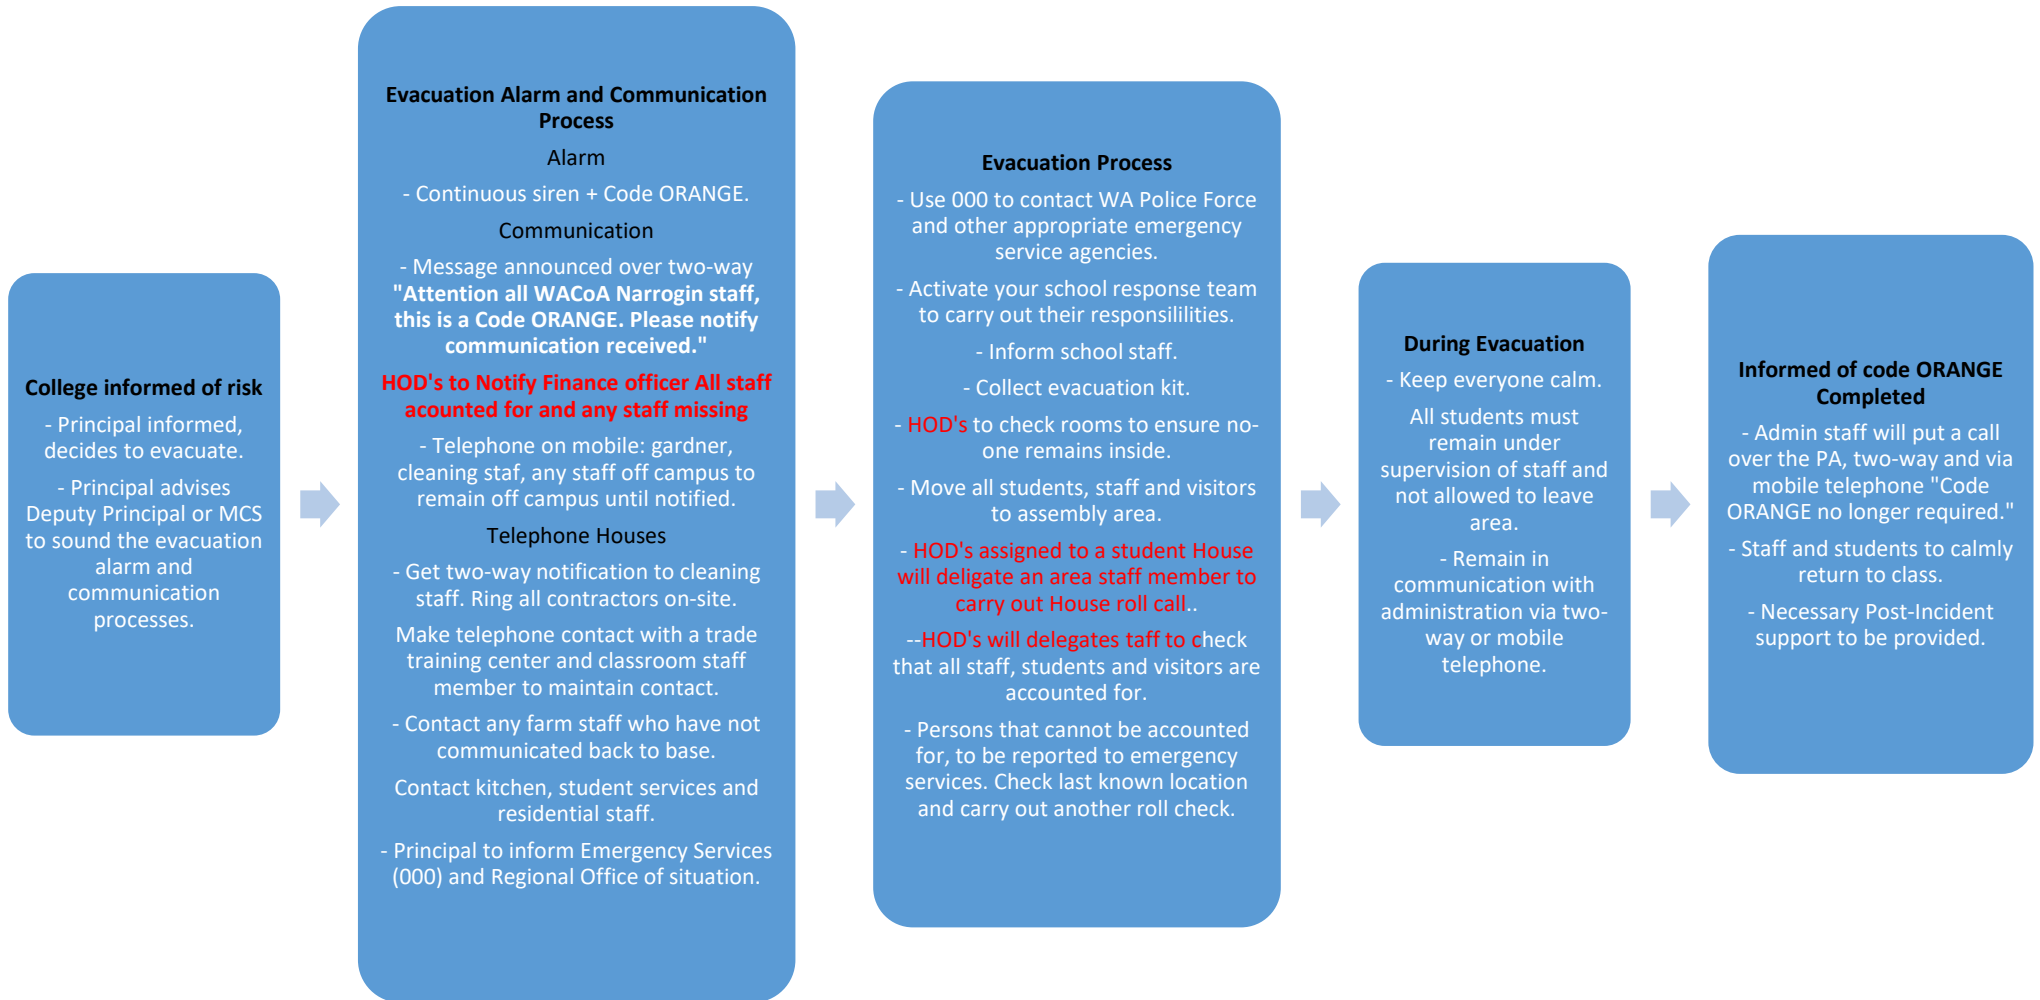 College informed of risk
- Principal informed,
decides to evacuate.
- Principal advises
Deputy Principal or MCS
to sound the evacuation
alarm and
communication
processes.
Evacuation Alarm and Communication
Process
Alarm
- Continuous siren + Code ORANGE.
Communication
- Message announced over two-way
"Attention all WACoA Narrogin staff,
this is a Code ORANGE. Please notify
communication received."
HOD's to Notify Finance officer All staff
acounted for and any staff missing
- Telephone on mobile: gardner,
cleaning staf, any staff off campus to
remain off campus until notified.
Telephone Houses
- Get two-way notification to cleaning
staff. Ring all contractors on-site.
Make telephone contact with a trade
training center and classroom staff
member to maintain contact.
- Contact any farm staff who have not
communicated back to base.
Contact kitchen, student services and
residential staff.
- Principal to inform Emergency Services
(000) and Regional Office of situation.
Evacuation Process
- Use 000 to contact WA Police Force
and other appropriate emergency
service agencies.
- Activate your school response team
to carry out their responsililities.
- Inform school staff.
- Collect evacuation kit.
- HOD's to check rooms to ensure no-
one remains inside.
- Move all students, staff and visitors
to assembly area.
- HOD's assigned to a student House
will deligate an area staff member to
carry out House roll call..
--HOD's will delegates taff to check
that all staff, students and visitors are
accounted for.
- Persons that cannot be accounted
for, to be reported to emergency
services. Check last known location
and carry out another roll check.
During Evacuation
- Keep everyone calm.
All students must
remain under
supervision of staff and
not allowed to leave
area.
- Remain in
communication with
administration via two-
way or mobile
telephone.
Informed of code ORANGE
Completed
- Admin staff will put a call
over the PA, two-way and via
mobile telephone "Code
ORANGE no longer required."
- Staff and students to calmly
return to class.
- Necessary Post-Incident
support to be provided.